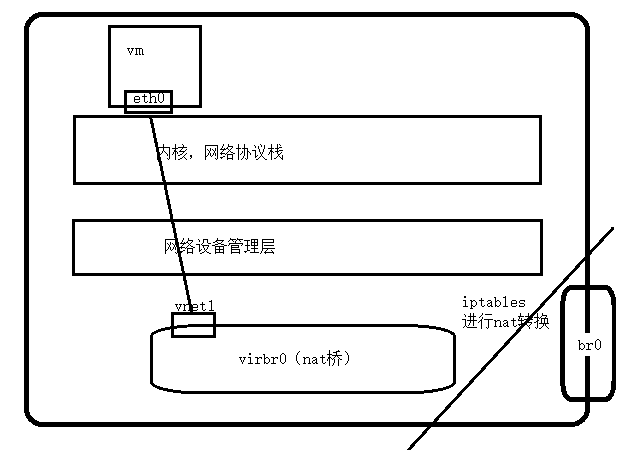 vm
eth0
内核，网络协议栈
网络设备管理层
vnet1
iptables
进行nat转换
virbr0（nat桥）
br0